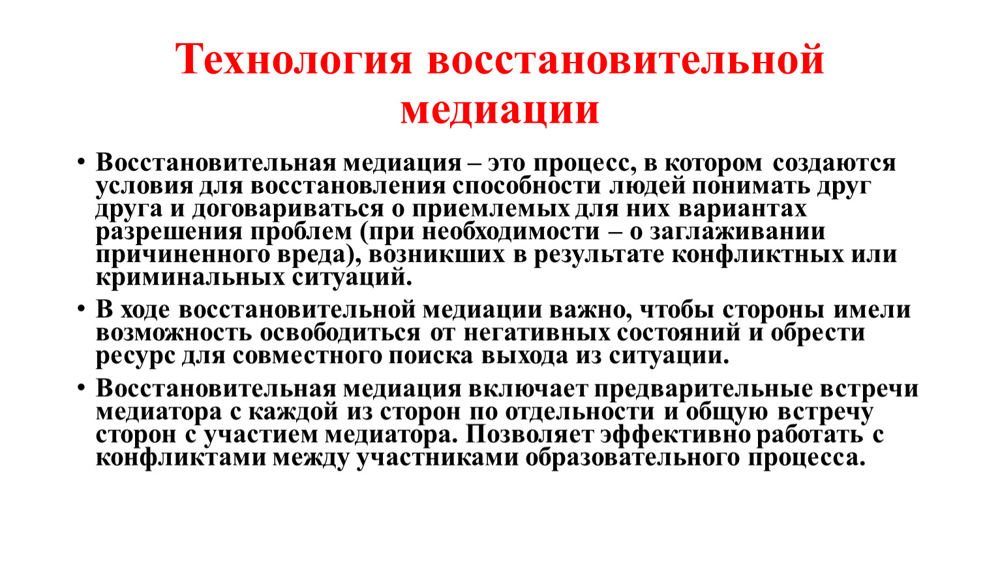 Технология восстановительной
медиации
• Восстановительная медиация – это процесс, в котором создаются
условия для восстановления способности людей понимать друг
друга и договариваться о приемлемых для них вариантах
разрешения проблем (при необходимости – о заглаживании
причиненного вреда), возникших в результате конфликтных или
криминальных ситуаций.
• В ходе восстановительной медиации важно, чтобы стороны имели
возможность освободиться от негативных состояний и обрести
ресурс для совместного поиска выхода из ситуации.
• Восстановительная медиация включает предварительные встречи
медиатора с каждой из сторон по отдельности и общую встречу
сторон с участием медиатора. Позволяет эффективно работать с
конфликтами между участниками образовательного процесса.